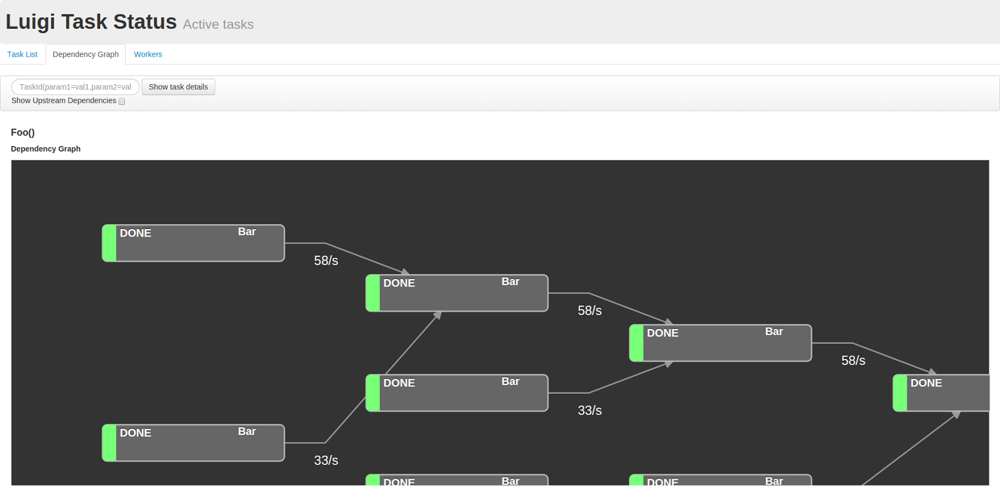 Luigi Task Status Active tasks
Task List Dependency Graph Workers
TaskId(param1=val1,param2=val Show task details
Show Upstream Dependencies
Foo()
Dependency Graph
DONE Bar
58/s
DONE Bar
58/s
DONE Bar
58/s
DONE Bar
DONE
33/s
DONE Bar
33/s
DONE Bar
DONE Bar